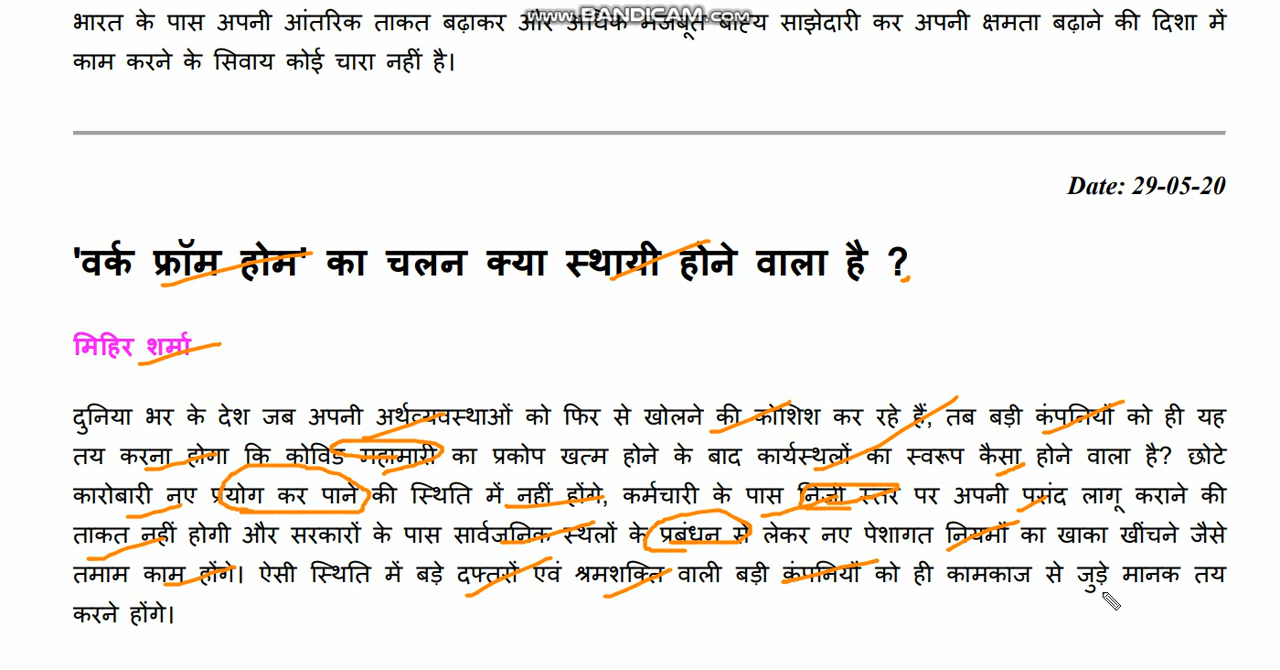 www.BANDICAM.com
भारत के पास अपनी आंतरिक ताकत बढ़ाकर और अधिक मजबूत बाह्य साझेदारी कर अपनी क्षमता बढ़ाने की दिशा में
काम करने के सिवाय कोई चारा नहीं है।
Date: 29-05-20
'वर्क फ्रॉम होम' का चलन क्या स्थायी होने वाला है ?
मिहिर शर्मा
दुनिया भर के देश जब अपनी अर्थव्यवस्थाओं को फिर से खोलने की कोशिश कर रहे हैं, तब बड़ी कंपनियों को ही यह
तय करना होगा कि कोविड महामारी का प्रकोप खत्म होने के बाद कार्यस्थलों का स्वरूप कैसा होने वाला है? छोटे
कारोबारी नए प्रयोग कर पाने की स्थिति में नहीं होंगे, कर्मचारी के पास निजी स्तर पर अपनी पसंद लागू कराने की
ताकत नहीं होगी और सरकारों के पास सार्वजनिक स्थलों के प्रबंधन से लेकर नए पेशागत नियमों का खाका खींचने जैसे
तमाम काम होंगे। ऐसी स्थिति में बड़े दफ्तरों एवं श्रमशक्ति वाली बड़ी कंपनियों को ही कामकाज से जुड़े मानक तय
करने होंगे।